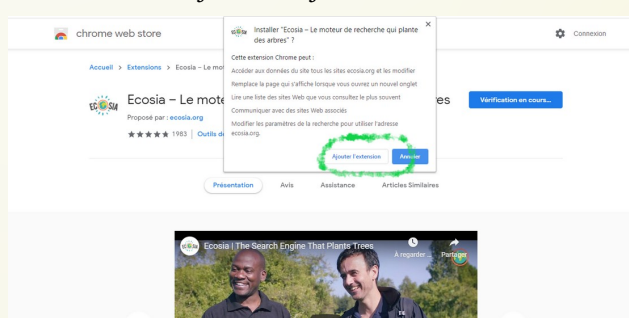 chrome web store
Connexion
Accueil > Extensions > Ecosia – Le mot
ECOSIA
Ecosia – Le mote
res
Proposé par : ecosia.org
1983
Outils d
Vérification en cours...
ECOSIA
Installer "Ecosia – Le moteur de recherche qui plante
des arbres" ?
Cette extension Chrome peut :
Accéder aux données du site tous les sites ecosia.org et les modifier
Remplace la page qui s'affiche lorsque vous ouvrez un nouvel onglet
Lire une liste des sites Web que vous consultez le plus souvent
Communiquer avec des sites Web associés
Modifier les paramètres de la recherche pour utiliser l'adresse
ecosia.org.
Ajouter l'extension
Annuler
Présentation
Avis
Assistance
Articles Similaires
Ecosia | The Search Engine That Plants Trees
À regarder ...
Partager